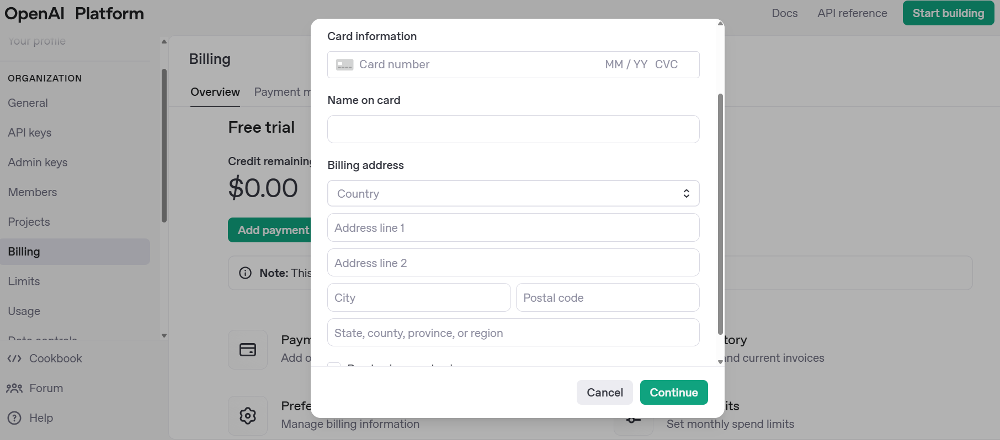 OpenAI Platform
Docs
API reference
Start building
Your profile
ORGANIZATION
General
API keys
Admin keys
Members
Projects
Billing
Limits
Usage
Data controls
Cookbook
Forum
Help
Billing
Overview
Payment m
Free trial
Credit remaining
$0.00
Add payment
Note: This
Paym
Add o
Prefe
Manage billing information
tory
nd current invoices
its
Set monthly spend limits
Card information
Card number
MM / YY
CVC
Name on card
Billing address
Country
Address line 1
Address line 2
City
Postal code
State, county, province, or region
Cancel
Continue